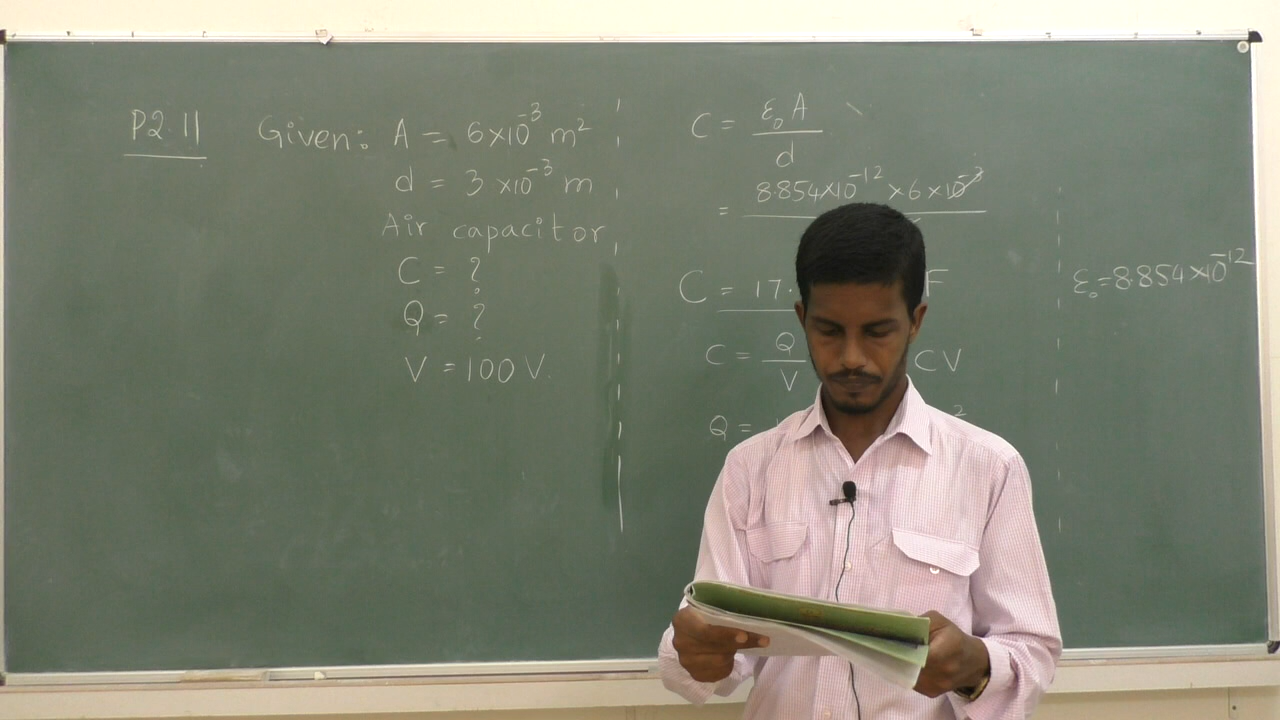 P2.11 Given: A = 6×10⁻³ m²
d = 3×10⁻³ m
Air capacitor
C = ?
Q = ?
V = 100 V.
C = ε₀A / d
= 8.854×10⁻¹² × 6×10⁻³
C = 17. F
C = Q / V CV
Q = ²
ε₀ = 8.854×10⁻¹²